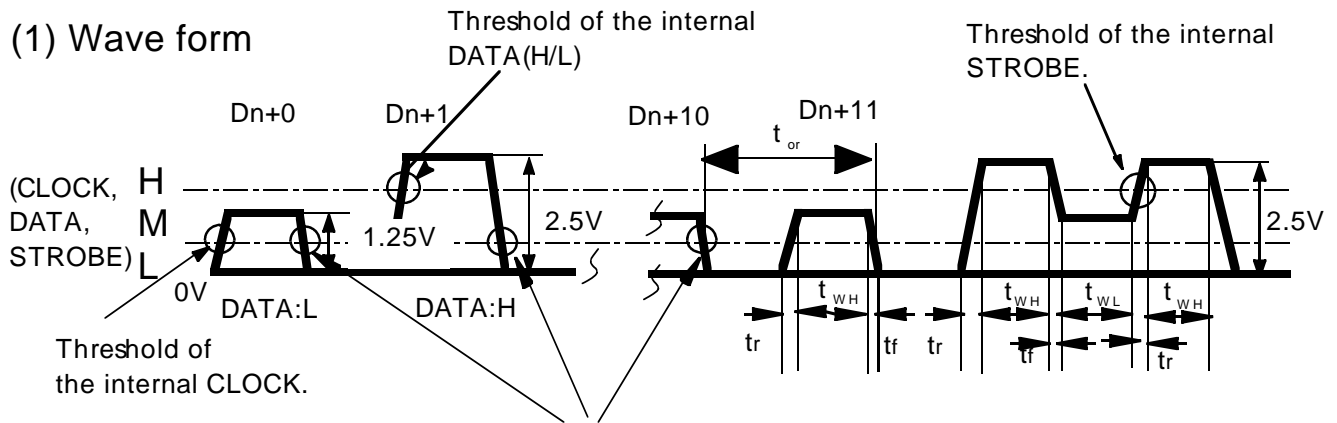 (1) Wave form
Threshold of the internal
DATA(H/L)
Threshold of the internal
STROBE.
Dn+0
Dn+1
Dn+10
Dn+11
t or
(CLOCK,
DATA,
STROBE)
H
M
L
1.25V
2.5V
2.5V
0V
DATA:L
DATA:H
t WH
t WH
t WL
t WH
tr
tf
tr
tf
tr
Threshold of
the internal CLOCK.